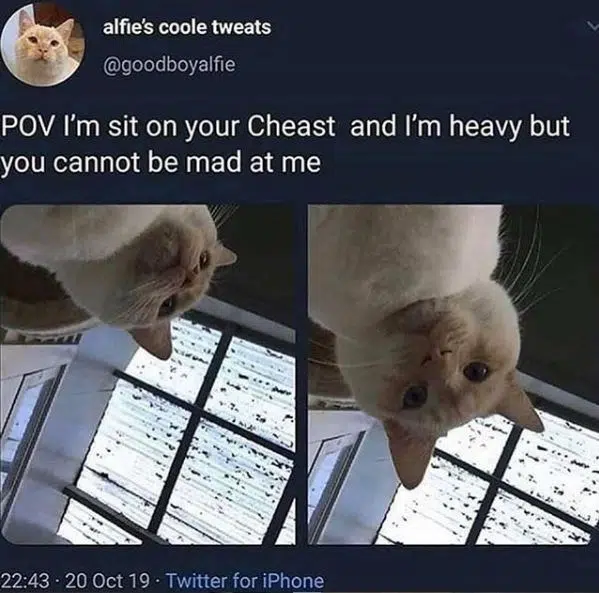 alfie's coole tweats
@goodboyalfie
POV I'm sit on your Cheast and I'm heavy but
you cannot be mad at me
22:43 · 20 Oct 19 · Twitter for iPhone